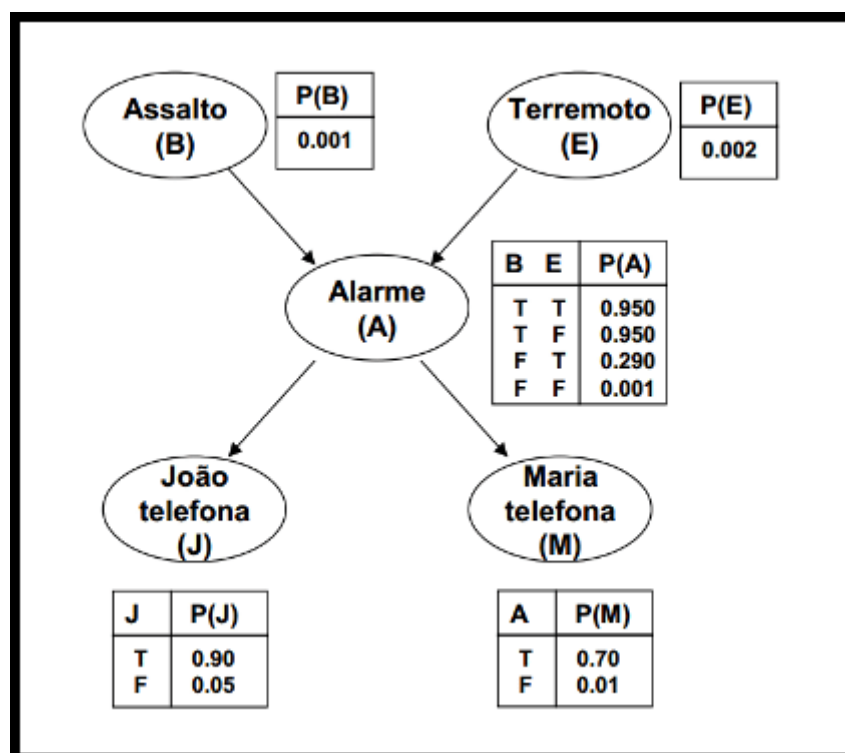 Assalto
(B)
P(B)
0.001
Terremoto
(E)
P(E)
0.002
Alarme
(A)
B E P(A)
T T 0.950
T F 0.950
F T 0.290
F F 0.001
João
telefona
(J)
Maria
telefona
(M)
J P(J)
T 0.90
F 0.05
A P(M)
T 0.70
F 0.01